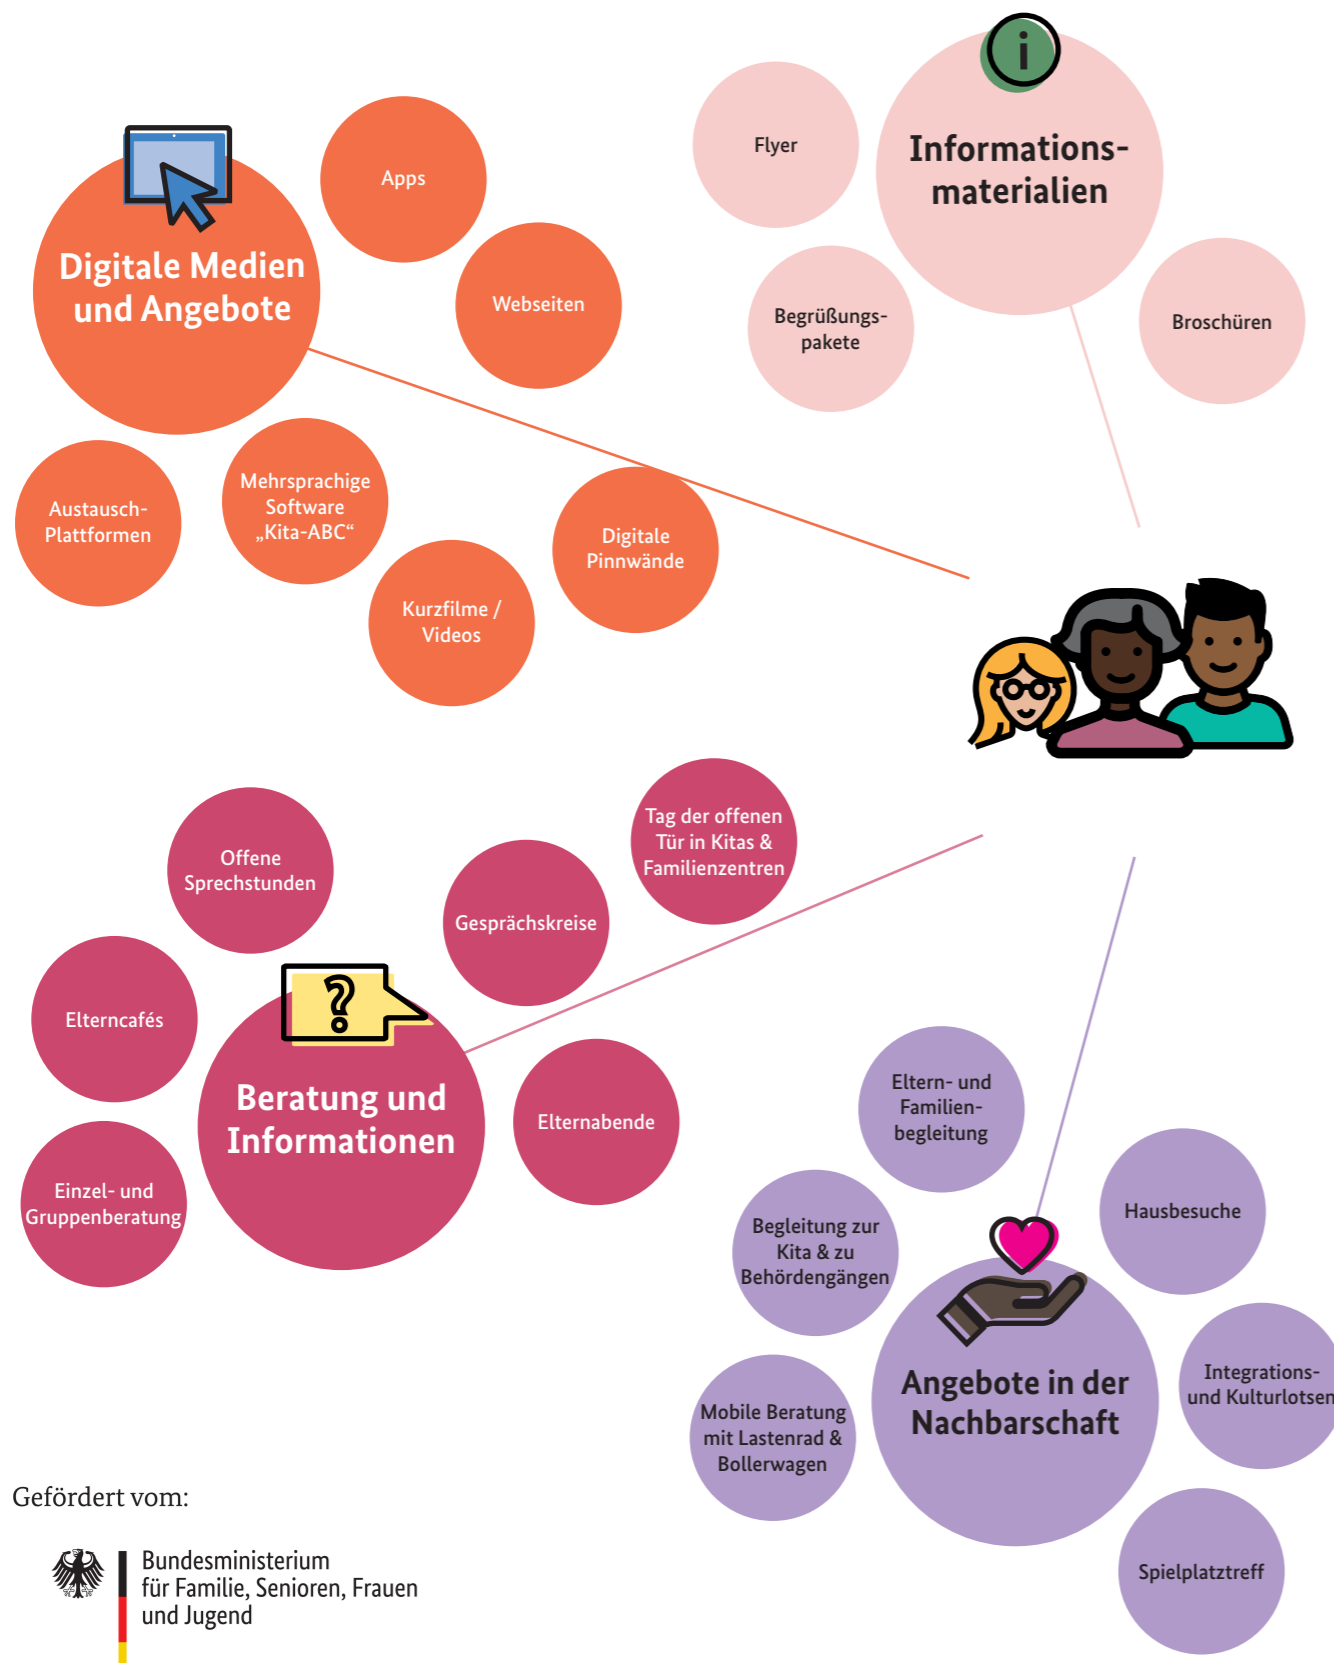 i
Informations-
materialien
Flyer
Begrüßungs-
pakete
Broschüren
Digitale Medien
und Angebote
Apps
Webseiten
Austausch-
Plattformen
Mehrsprachige
Software
„Kita-ABC“
Kurzfilme /
Videos
Digitale
Pinnwände
?
Beratung und
Informationen
Offene
Sprechstunden
Gesprächskreise
Tag der offenen
Tür in Kitas &
Familienzentren
Elterncafés
Elternabende
Einzel- und
Gruppenberatung
Angebote in der
Nachbarschaft
Eltern- und
Familien-
begleitung
Begleitung zur
Kita & zu
Behördengängen
Hausbesuche
Mobile Beratung
mit Lastenrad &
Bollerwagen
Integrations-
und Kulturlotsen
Spielplatztreff
Gefördert vom:
Bundesministerium
für Familie, Senioren, Frauen
und Jugend